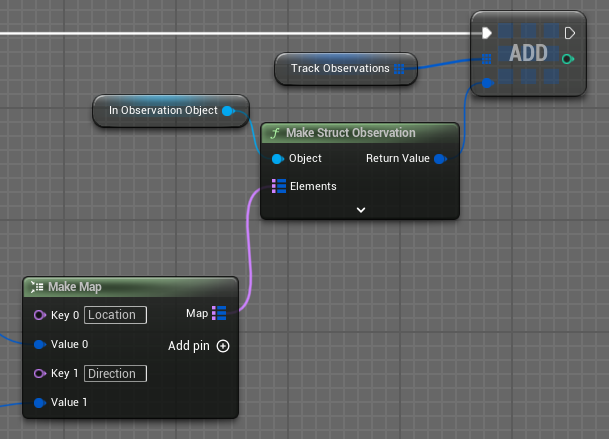 ADD
Track Observations
In Observation Object
f Make Struct Observation
Object Return Value
Elements
Make Map
Key 0 Location Map
Value 0 Add pin
Key 1 Direction
Value 1